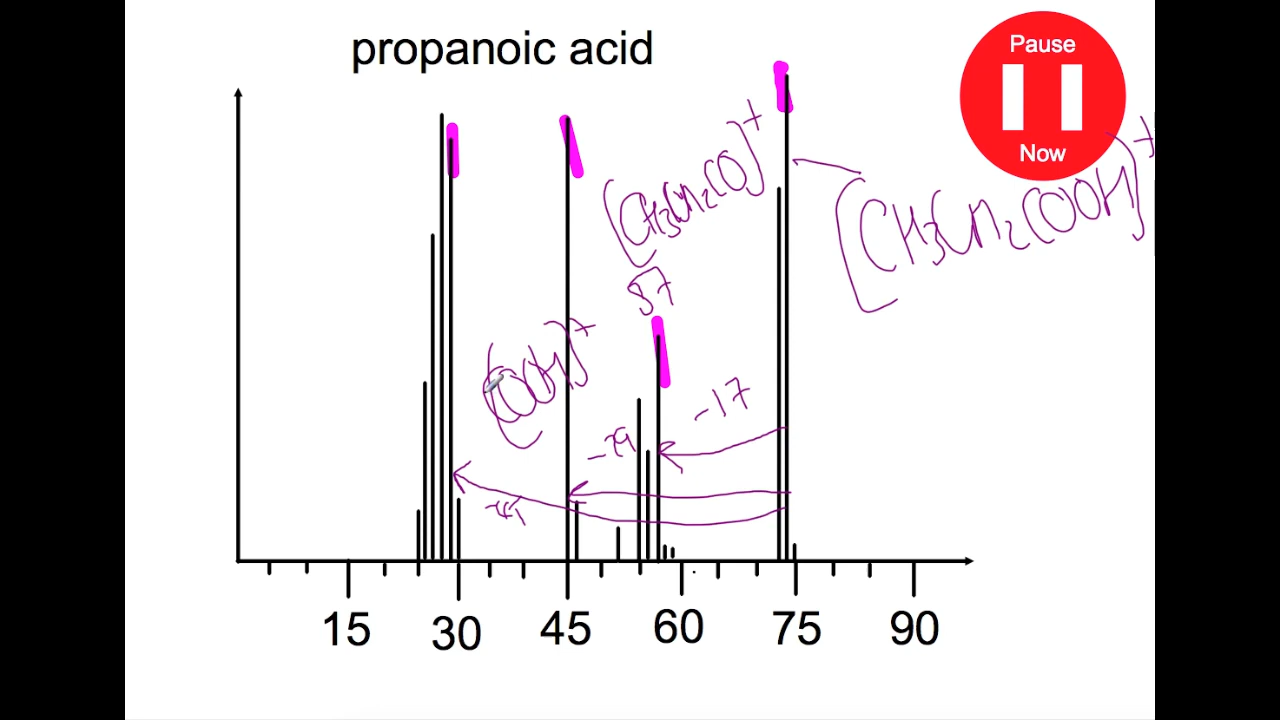 propanoic acid
Pause
Now
[CH3CH2CO]+
[CH3CH2COOH]+
57
[COOH]+
-17
-29
-45
15 30 45 60 75 90